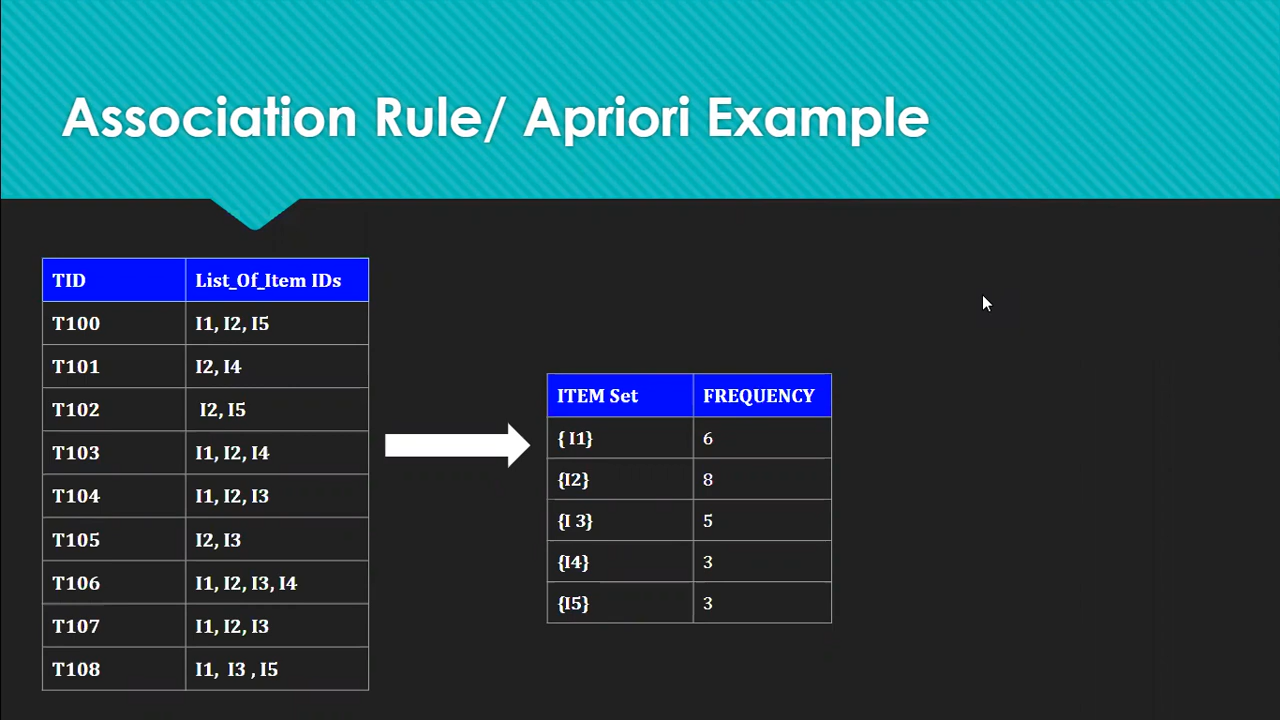 Association Rule/ Apriori Example
TID List_Of_Item IDs
T100 I1, I2, I5
T101 I2, I4
T102 I2, I5
T103 I1, I2, I4
T104 I1, I2, I3
T105 I2, I3
T106 I1, I2, I3, I4
T107 I1, I2, I3
T108 I1, I3 , I5
ITEM Set FREQUENCY
{ I1} 6
{I2} 8
{I 3} 5
{I4} 3
{I5} 3